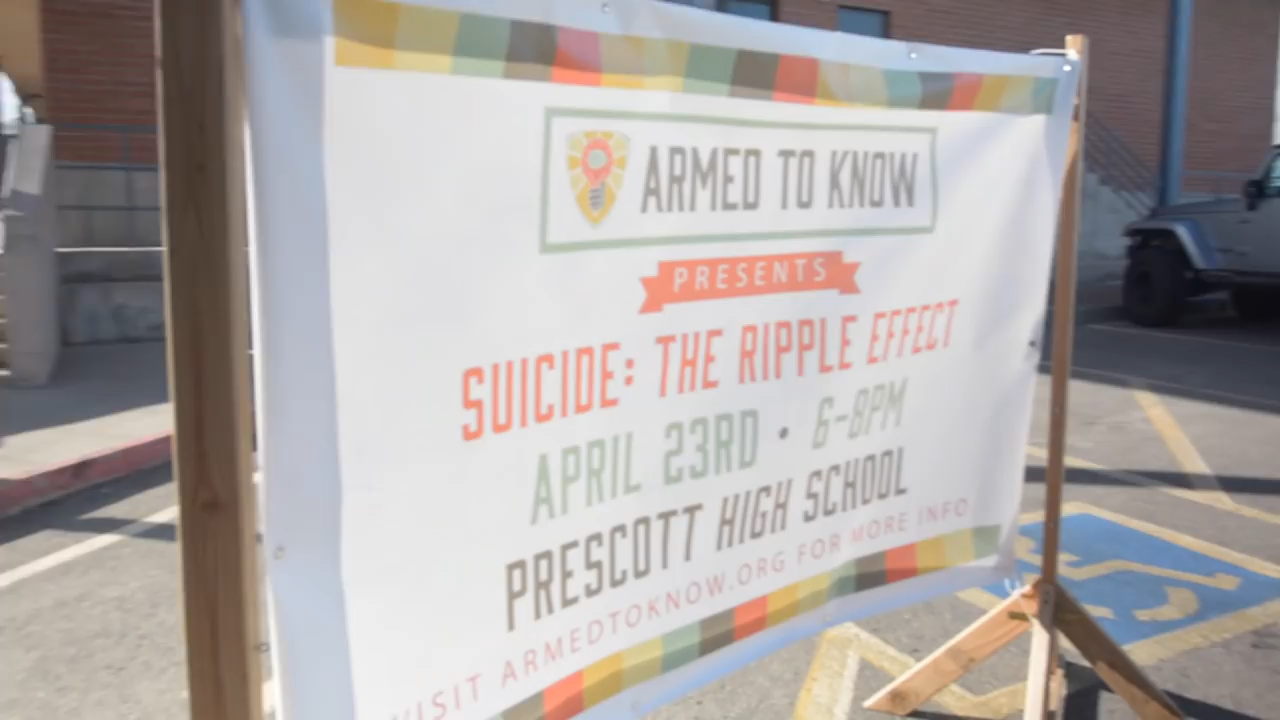 ARMED TO KNOW
PRESENTS
SUICIDE: THE RIPPLE EFFECT
APRIL 23RD • 6-8PM
PRESCOTT HIGH SCHOOL
VISIT ARMEDTOKNOW.ORG FOR MORE INFO